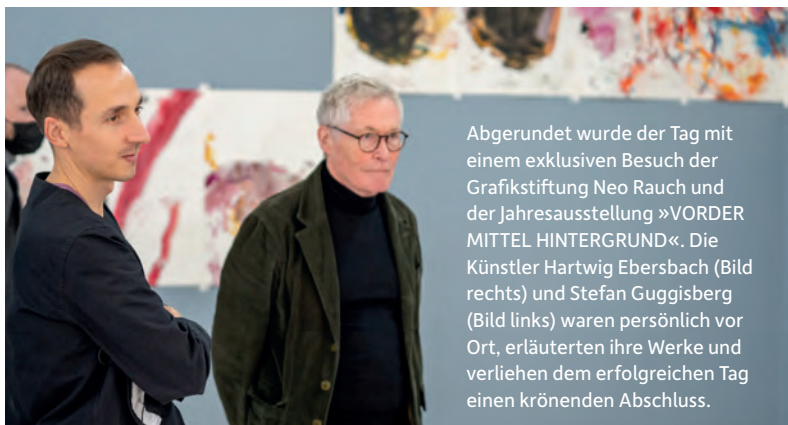 Abgerundet wurde der Tag mit
einem exklusiven Besuch der
Grafikstiftung Neo Rauch und
der Jahresausstellung »VORDER
MITTEL HINTERGRUND«. Die
Künstler Hartwig Ebersbach (Bild
rechts) und Stefan Guggisberg
(Bild links) waren persönlich vor
Ort, erläuterten ihre Werke und
verliehen dem erfolgreichen Tag
einen krönenden Abschluss.